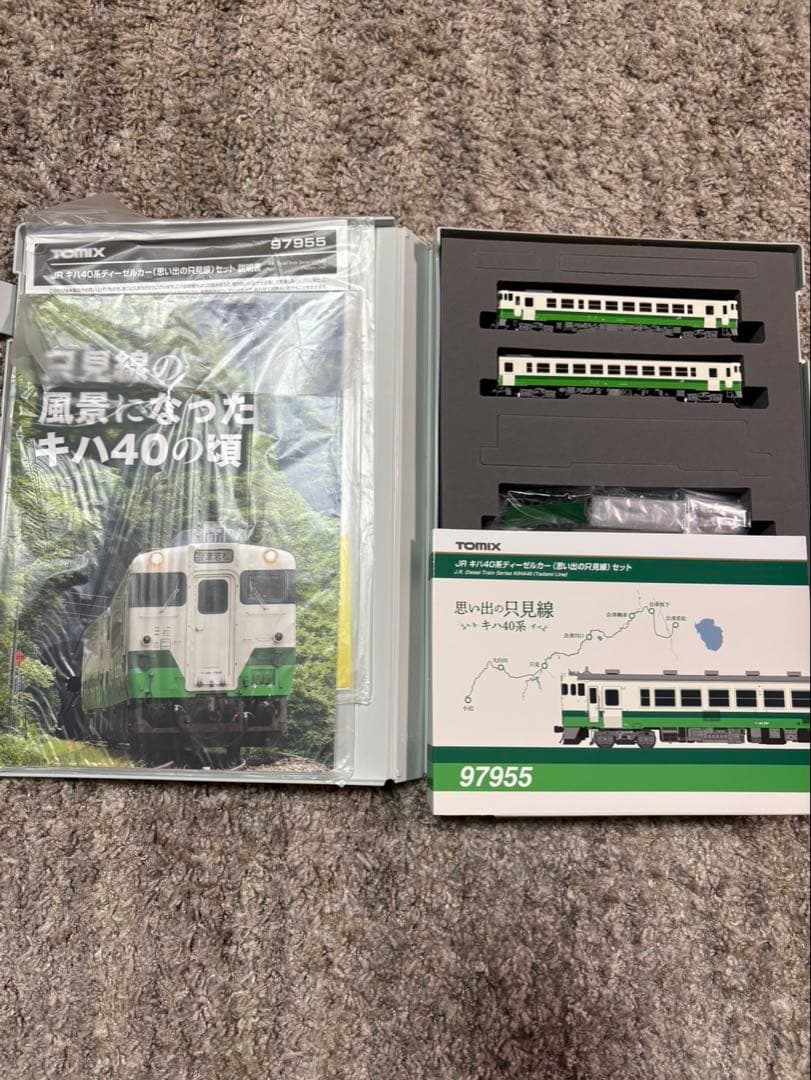 TOMIX
97955
JR キハ40系ディーゼルカー(思い出の只見線)セット 説明書
只見線の
風景になった
キハ40の頃
会津若松
TOMIX
JR キハ40系ディーゼルカー(思い出の只見線)セット
J.R. Diesel Train Series KIHA40 (Tadami Line)
思い出の只見線
キハ40系
会津柳津
会津坂下
会津若松
会津川口
只見
大白川
小出
97955